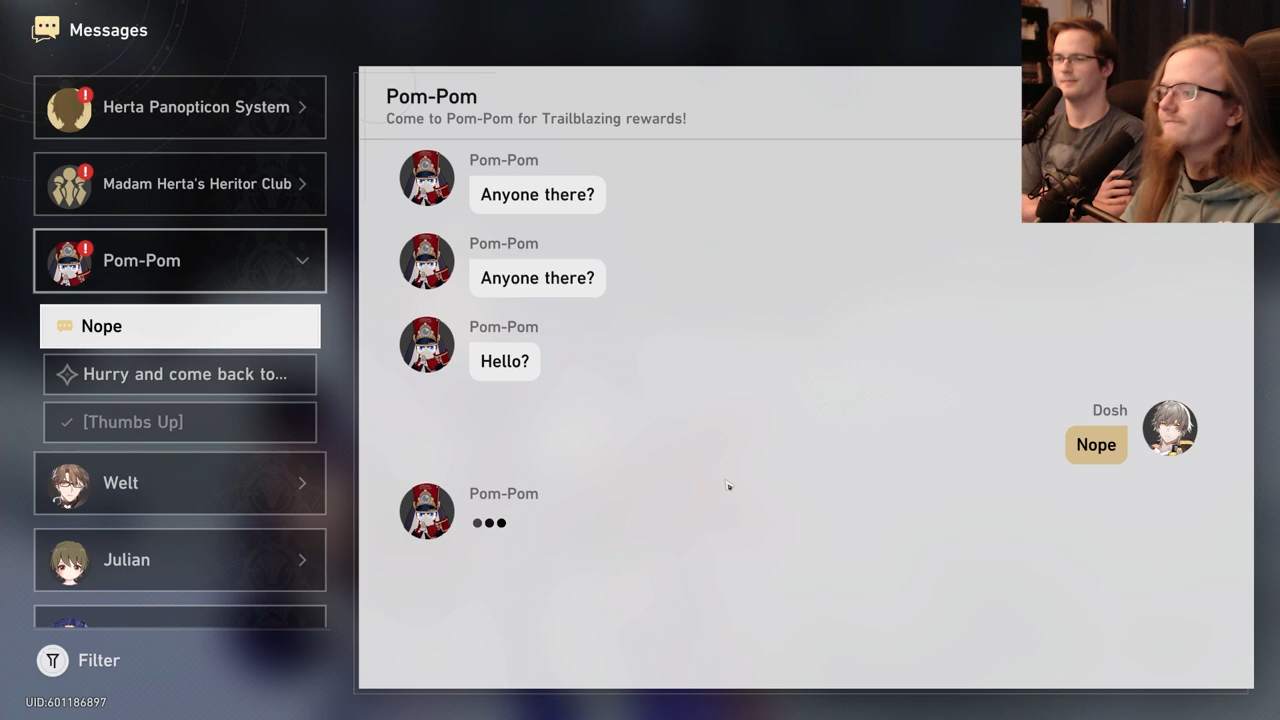 Messages
Herta Panopticon System
Madam Herta's Heritor Club
Pom-Pom
Nope
Hurry and come back to...
[Thumbs Up]
Welt
Julian
Filter
UID:601186897
Pom-Pom
Come to Pom-Pom for Trailblazing rewards!
Pom-Pom
Anyone there?
Pom-Pom
Anyone there?
Pom-Pom
Hello?
Dosh
Nope
Pom-Pom